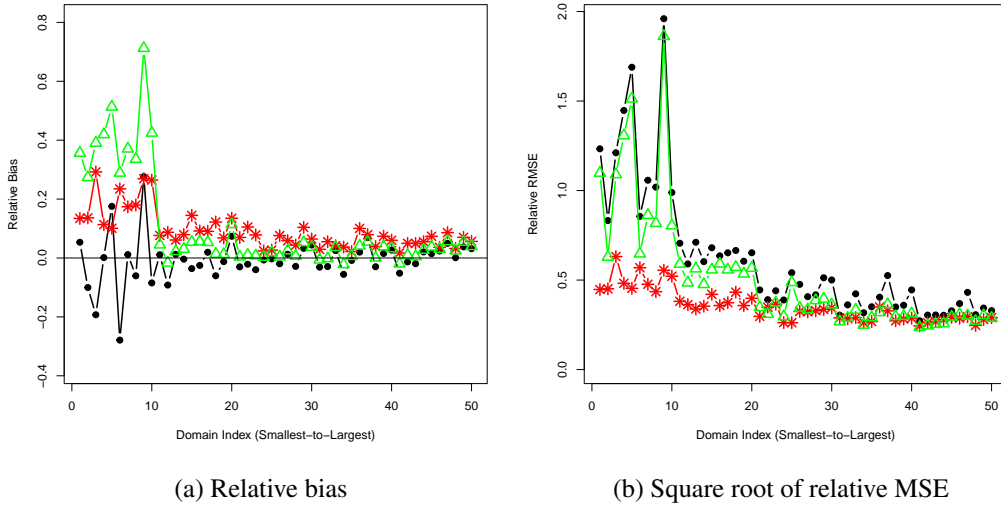 0.8
0.6
0.4
0.2
0.0
−0.2
−0.4
Relative Bias
0 10 20 30 40 50
Domain Index (Smallest−to−Largest)
(a) Relative bias
2.0
1.5
1.0
0.5
0.0
Relative RMSE
0 10 20 30 40 50
Domain Index (Smallest−to−Largest)
(b) Square root of relative MSE